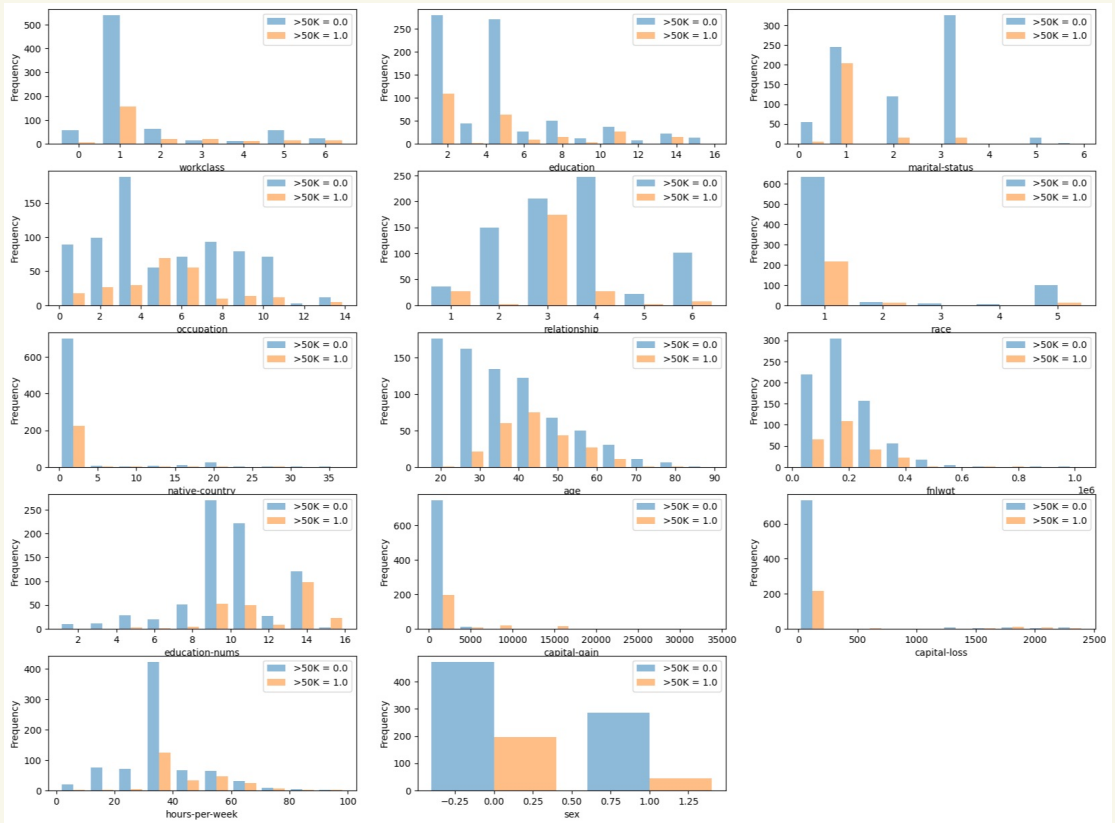 Frequency
500
400
300
200
100
0
>50K = 0.0
>50K = 1.0
0 1 2 3 4 5 6
workclass
Frequency
250
200
150
100
50
0
>50K = 0.0
>50K = 1.0
2 4 6 8 10 12 14 16
education
Frequency
300
200
100
0
>50K = 0.0
>50K = 1.0
0 1 2 3 4 5 6
marital-status
Frequency
150
100
50
0
>50K = 0.0
>50K = 1.0
0 2 4 6 8 10 12 14
occupation
Frequency
250
200
150
100
50
0
>50K = 0.0
>50K = 1.0
1 2 3 4 5 6
relationship
Frequency
600
500
400
300
200
100
0
>50K = 0.0
>50K = 1.0
1 2 3 4 5
race
Frequency
600
400
200
0
>50K = 0.0
>50K = 1.0
0 5 10 15 20 25 30 35
native-country
Frequency
150
100
50
0
>50K = 0.0
>50K = 1.0
20 30 40 50 60 70 80 90
age
Frequency
300
250
200
150
100
50
0
>50K = 0.0
>50K = 1.0
0.0 0.2 0.4 0.6 0.8 1.0
fnlwgt
1e6
Frequency
250
200
150
100
50
0
>50K = 0.0
>50K = 1.0
2 4 6 8 10 12 14 16
education-nums
Frequency
600
400
200
0
>50K = 0.0
>50K = 1.0
0 5000 10000 15000 20000 25000 30000 35000
capital-gain
Frequency
600
400
200
0
>50K = 0.0
>50K = 1.0
0 500 1000 1500 2000 2500
capital-loss
Frequency
400
300
200
100
0
>50K = 0.0
>50K = 1.0
0 20 40 60 80 100
hours-per-week
Frequency
400
300
200
100
0
>50K = 0.0
>50K = 1.0
−0.25 0.00 0.25 0.50 0.75 1.00 1.25
sex